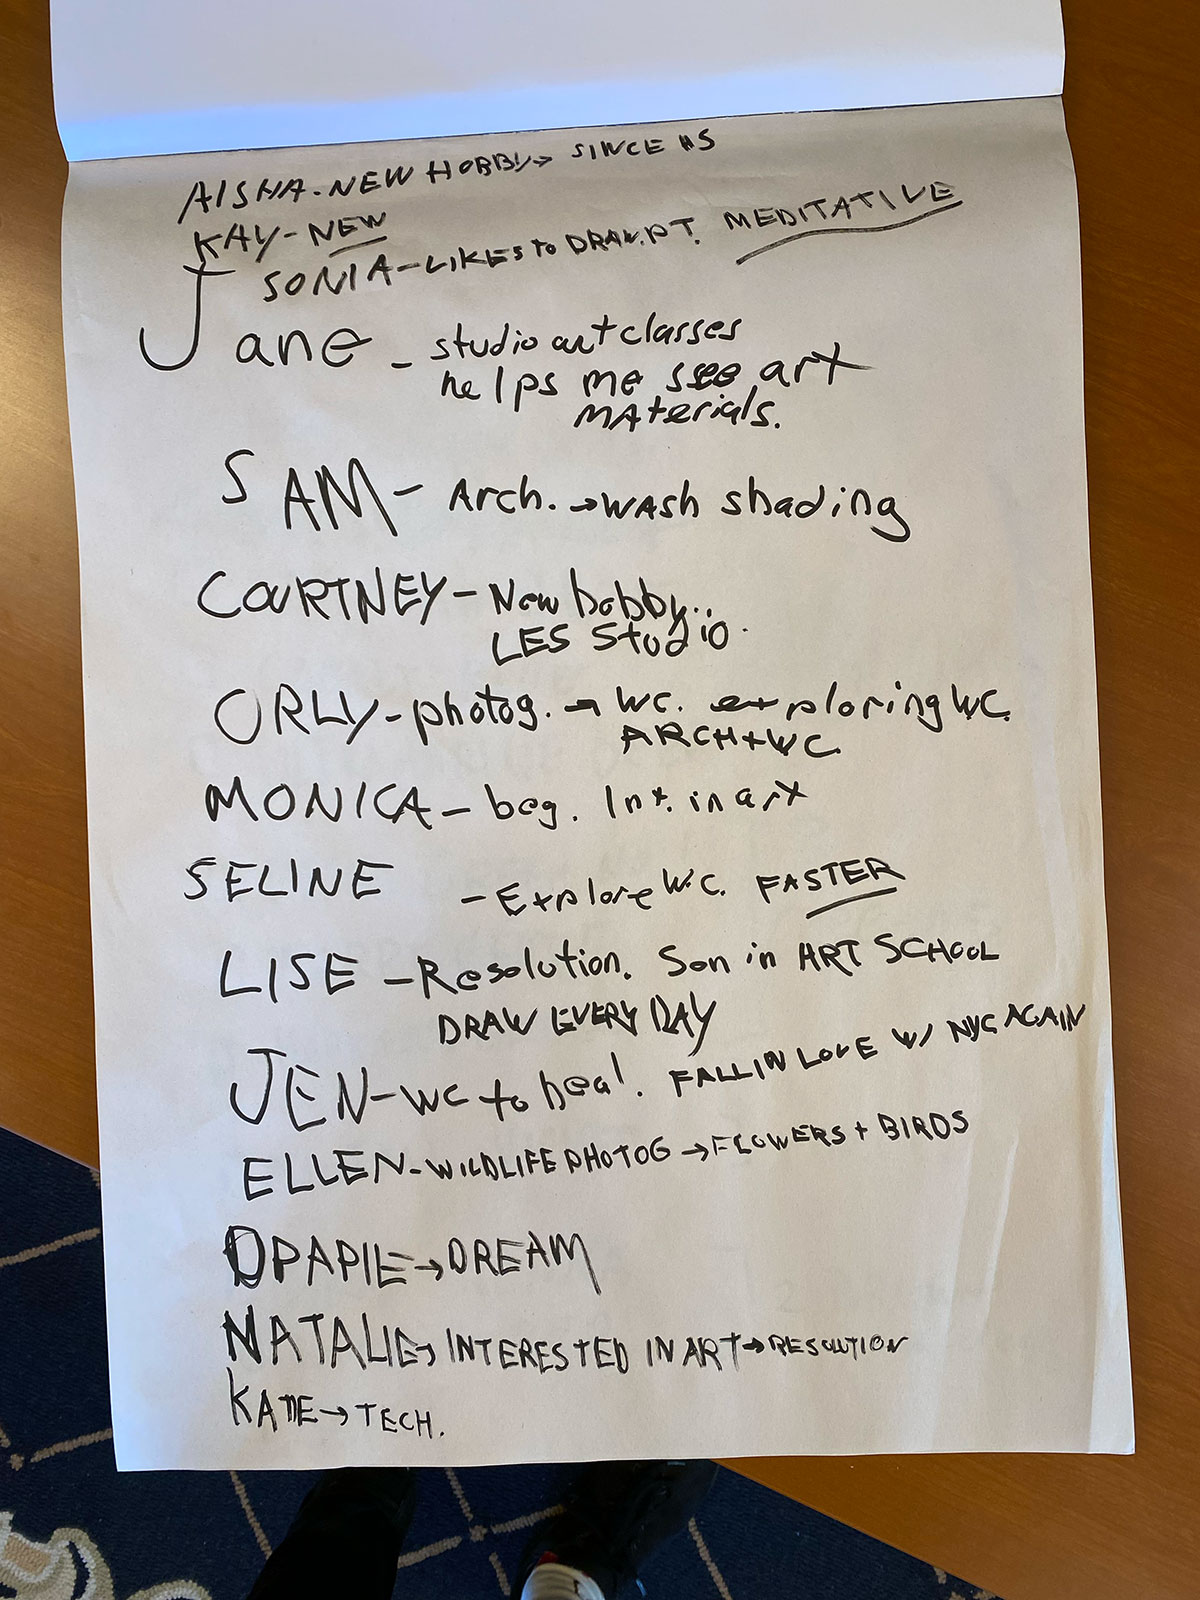 AISHA - NEW HOBBY → SINCE HS
KAY - NEW
SONIA - LIKES TO DRAW. PT. MEDITATIVE
Jane - studio art classes
helps me see art
MAterials.
SAM - Arch. → WASH shading
COURTNEY - New hobby.
LES Studio.
ORLY - photog. → WC. exploring WC.
ARCH + WC
MONICA - beg. Int. in art
SELINE - Explore W.C. FASTER
LISE - Resolution. Son in ART SCHOOL
DRAW EVERY DAY
JEN - WC to heal. FALL IN LOVE W/ NYC AGAIN
ELLEN - WILDLIFE PHOTOG → FLOWERS + BIRDS
→ DREAM
NATALIE → INTERESTED IN ART → RESOLUTION
KATIE → TECH.